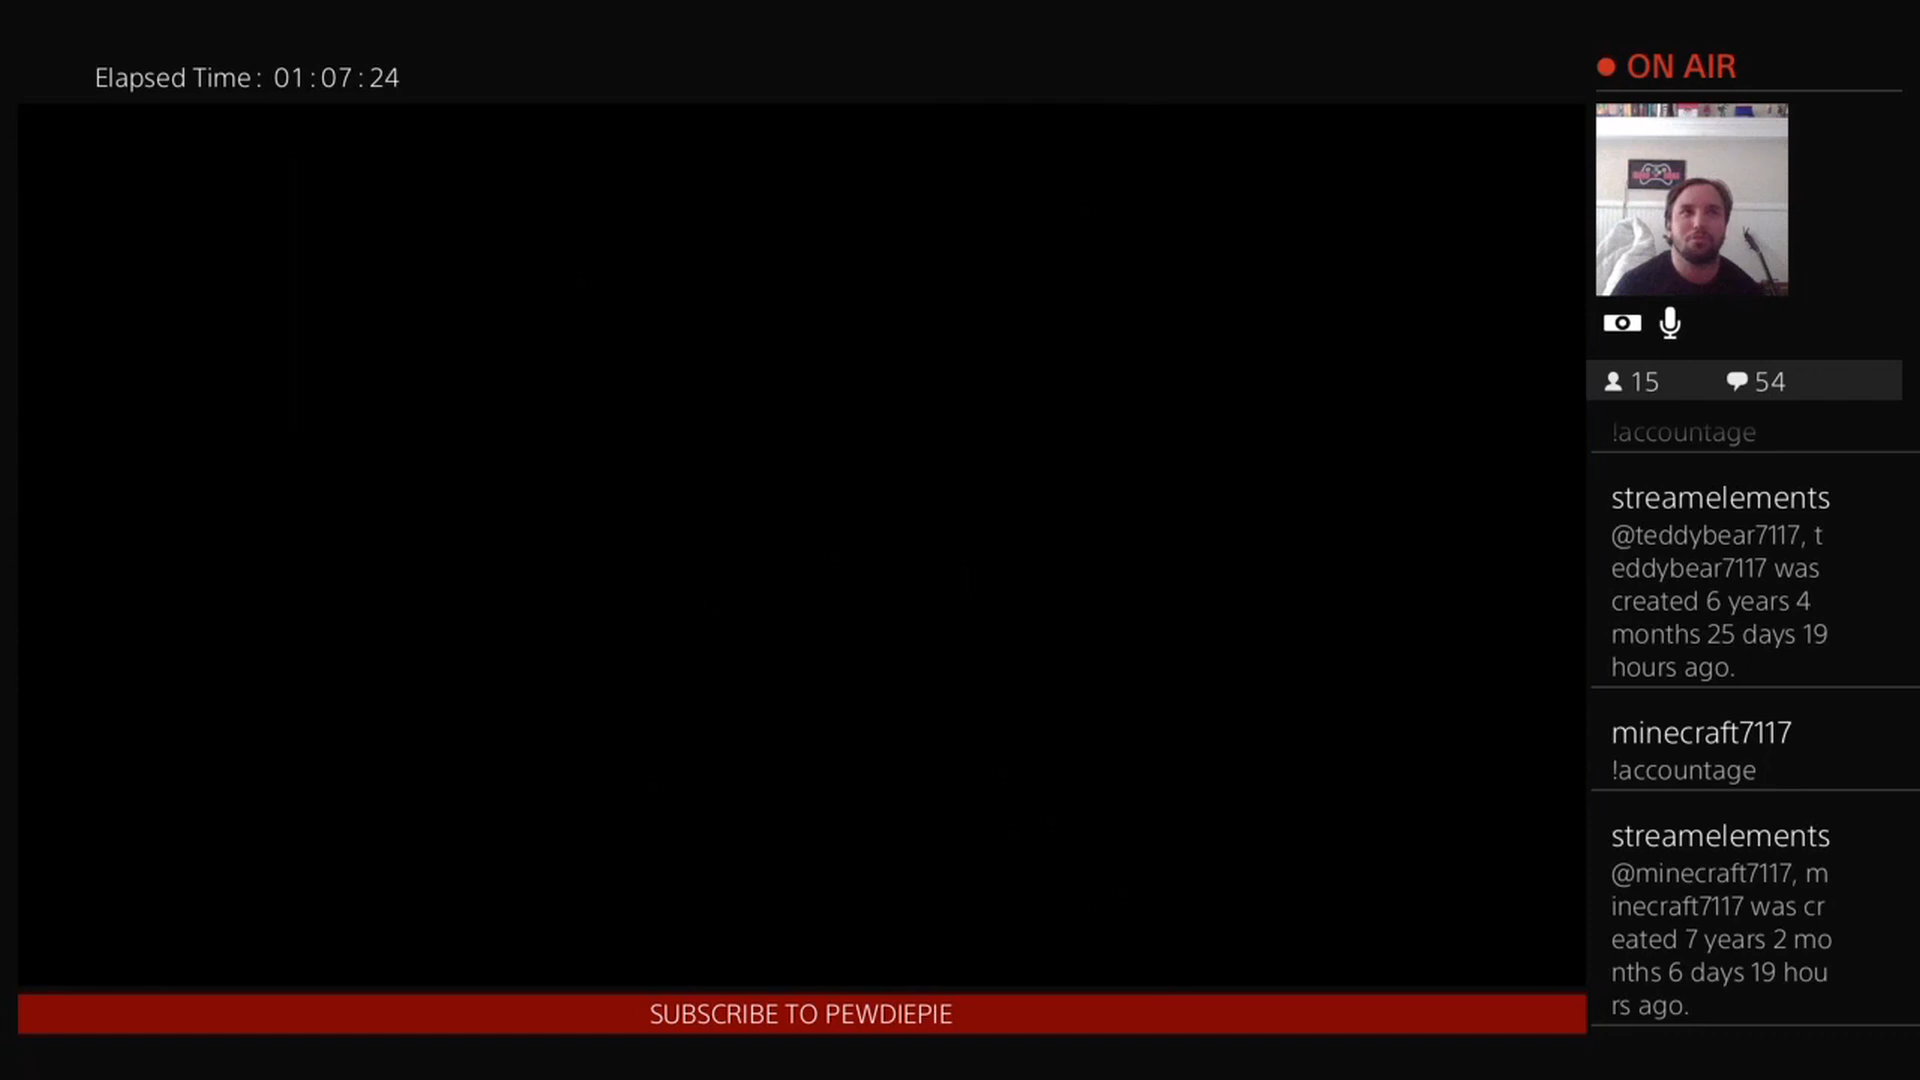 Elapsed Time: 01:07:24
ON AIR
15 54
!accountage
streamelements
@teddybear7117, t
eddybear7117 was
created 6 years 4
months 25 days 19
hours ago.
minecraft7117
!accountage
streamelements
@minecraft7117, m
inecraft7117 was cr
eated 7 years 2 mo
nths 6 days 19 hou
rs ago.
SUBSCRIBE TO PEWDIEPIE